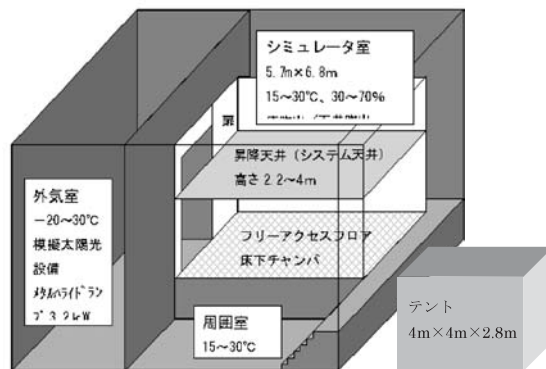 シミュレータ室
5.7m×6.8m
15~30℃、30~70%
扉
昇降天井（システム天井）
高さ 2.2~4m
外気室
-20~30℃
模擬太陽光
設備
ﾒﾀﾙﾊﾗｲﾄﾞﾗﾝ
ﾌﾟ 3.2kW
フリーアクセスフロア
床下チャンバ
周囲室
15~30℃
テント
4m×4m×2.8m